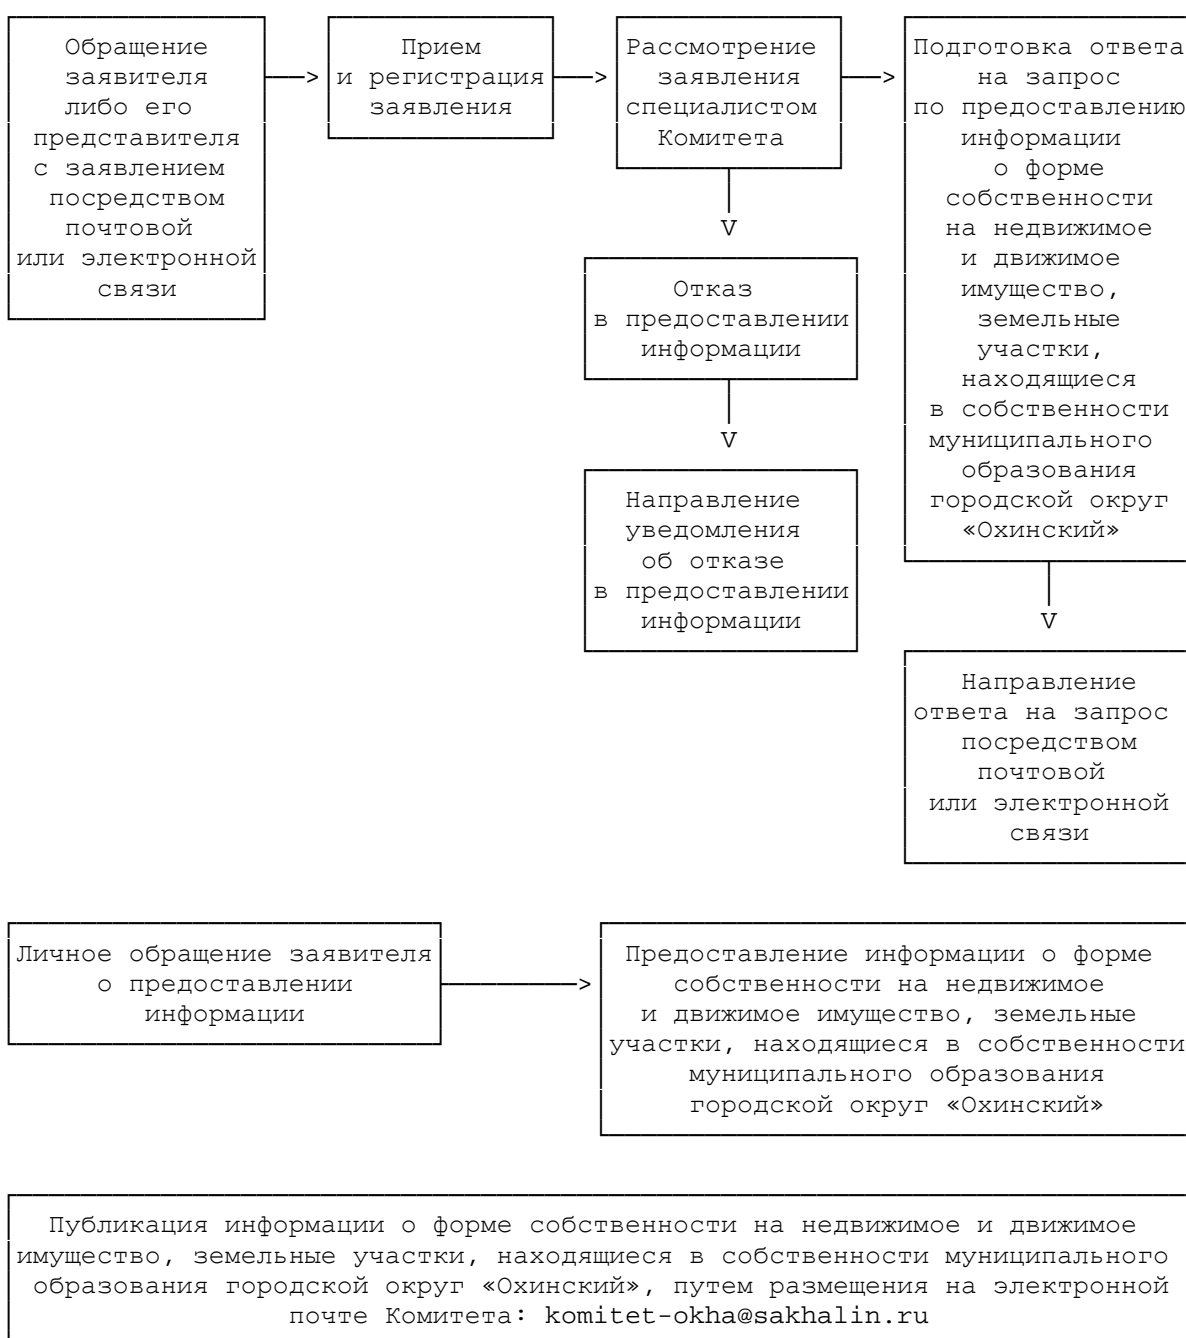 Обращение
заявителя
либо его
представителя
с заявлением
посредством
почтовой
или электронной
связи
Прием
и регистрация
заявления
Рассмотрение
заявления
специалистом
Комитета
Отказ
в предоставлении
информации
Направление
уведомления
об отказе
в предоставлении
информации
Подготовка ответа
на запрос
по предоставлению
информации
о форме
собственности
на недвижимое
и движимое
имущество,
земельные
участки,
находящиеся
в собственности
муниципального
образования
городской округ
«Охинский»
Направление
ответа на запрос
посредством
почтовой
или электронной
связи
Личное обращение заявителя
о предоставлении
информации
Предоставление информации о форме
собственности на недвижимое
и движимое имущество, земельные
участки, находящиеся в собственности
муниципального образования
городской округ «Охинский»
Публикация информации о форме собственности на недвижимое и движимое
имущество, земельные участки, находящиеся в собственности муниципального
образования городской округ «Охинский», путем размещения на электронной
почте Комитета: komitet-okha@sakhalin.ru